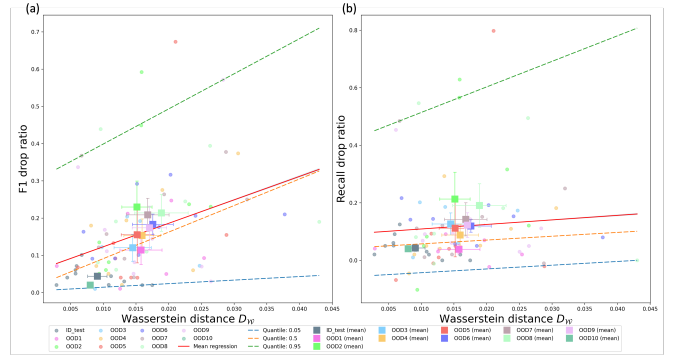 (a)
(b)
0.7
0.6
0.5
0.4
0.3
0.2
0.1
0.0
F1 drop ratio
0.005 0.010 0.015 0.020 0.025 0.030 0.035 0.040 0.045
Wasserstein distance D
0.8
0.6
0.4
0.2
0.0
Recall drop ratio
0.005 0.010 0.015 0.020 0.025 0.030 0.035 0.040 0.045
Wasserstein distance D
ID_test OOD3 OOD6 OOD9 Quantile: 0.05 ID_test (mean) OOD3 (mean) OOD5 (mean) OOD7 (mean) OOD9 (mean)
OOD1 OOD4 OOD7 OOD10 Quantile: 0.5 OOD1 (mean) OOD4 (mean) OOD6 (mean) OOD8 (mean) OOD10 (mean)
OOD2 OOD5 OOD8 Mean regression Quantile: 0.95 OOD2 (mean)